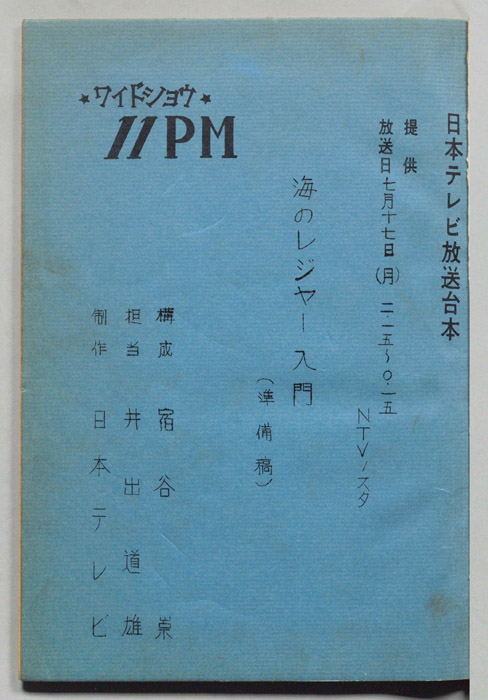 日本テレビ放送台本
提供
放送日七月十七日(月)二・一五〜〇・一五
NTV/スタ
★ワイドショウ★
11PM
海のレジャー入門
(準備稿)
構成 宿谷崇
担当 井出道雄
制作 日本テレビ